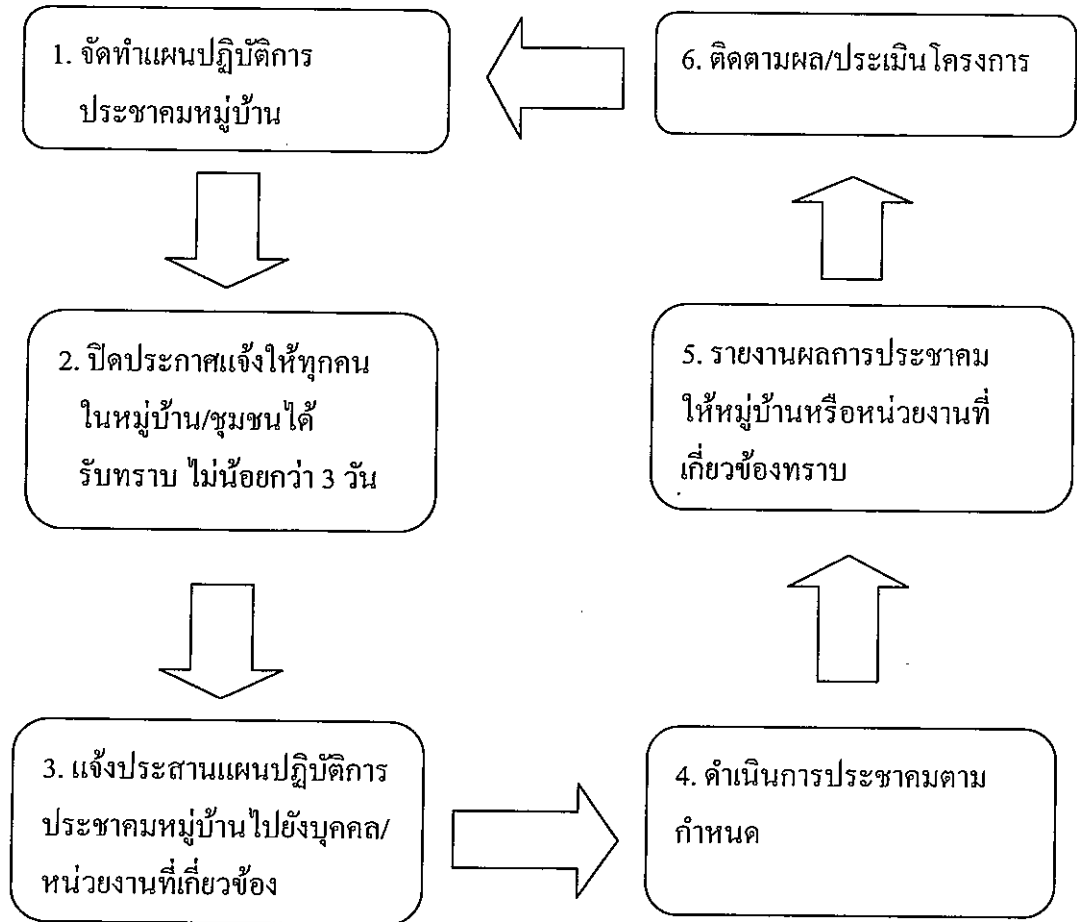 1. จัดทำแผนปฏิบัติการ
ประชาคมหมู่บ้าน
2. ปิดประกาศแจ้งให้ทุกคน
ในหมู่บ้าน/ชุมชนได้
รับทราบ ไม่น้อยกว่า 3 วัน
3. แจ้งประสานแผนปฏิบัติการ
ประชาคมหมู่บ้านไปยังบุคคล/
หน่วยงานที่เกี่ยวข้อง
4. ดำเนินการประชาคมตาม
กำหนด
5. รายงานผลการประชาคม
ให้หมู่บ้านหรือหน่วยงานที่
เกี่ยวข้องทราบ
6. ติดตามผล/ประเมินโครงการ